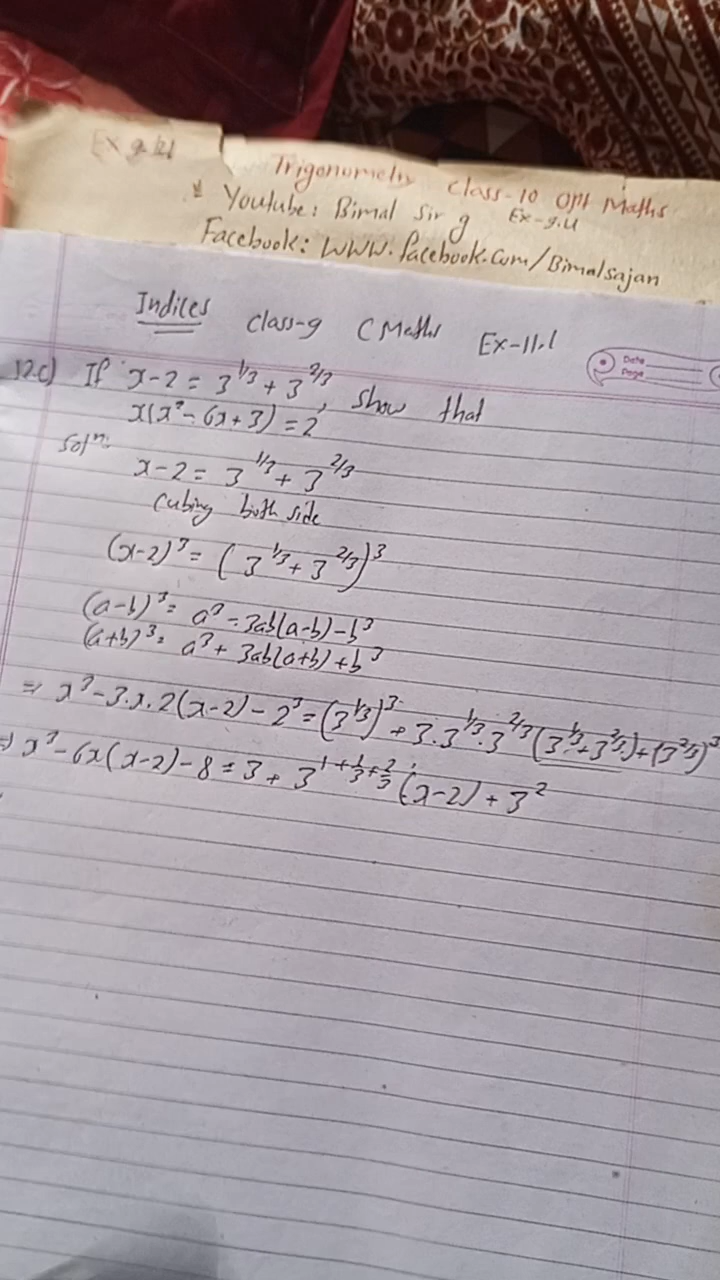 Trigonometry Class-10 Opt Maths
Youtube: Bimal Sir g Ex-9.4
Facebook: WWW.facebook.com/Bimalsajan
Indices Class-9 C Maths Ex-11.1
Date
Page
12.c) If x-2 = 3^1/3 + 3^2/3, show that
x(x²-6x+3) = 2
Solⁿ:
x-2 = 3^1/3 + 3^2/3
Cubing both side
(x-2)³ = (3^1/3 + 3^2/3)³
(a-b)³ = a³ - 3ab(a-b) - b³
(a+b)³ = a³ + 3ab(a+b) + b³
⇒ x³ - 3.x.2(x-2) - 2³ = (3^1/3)³ + 3.3^1/3.3^2/3(3^1/3+3^2/3)+(3^2/3)³
⇒ x³ - 6x(x-2) - 8 = 3 + 3^1+1/3+2/3(x-2) + 3²